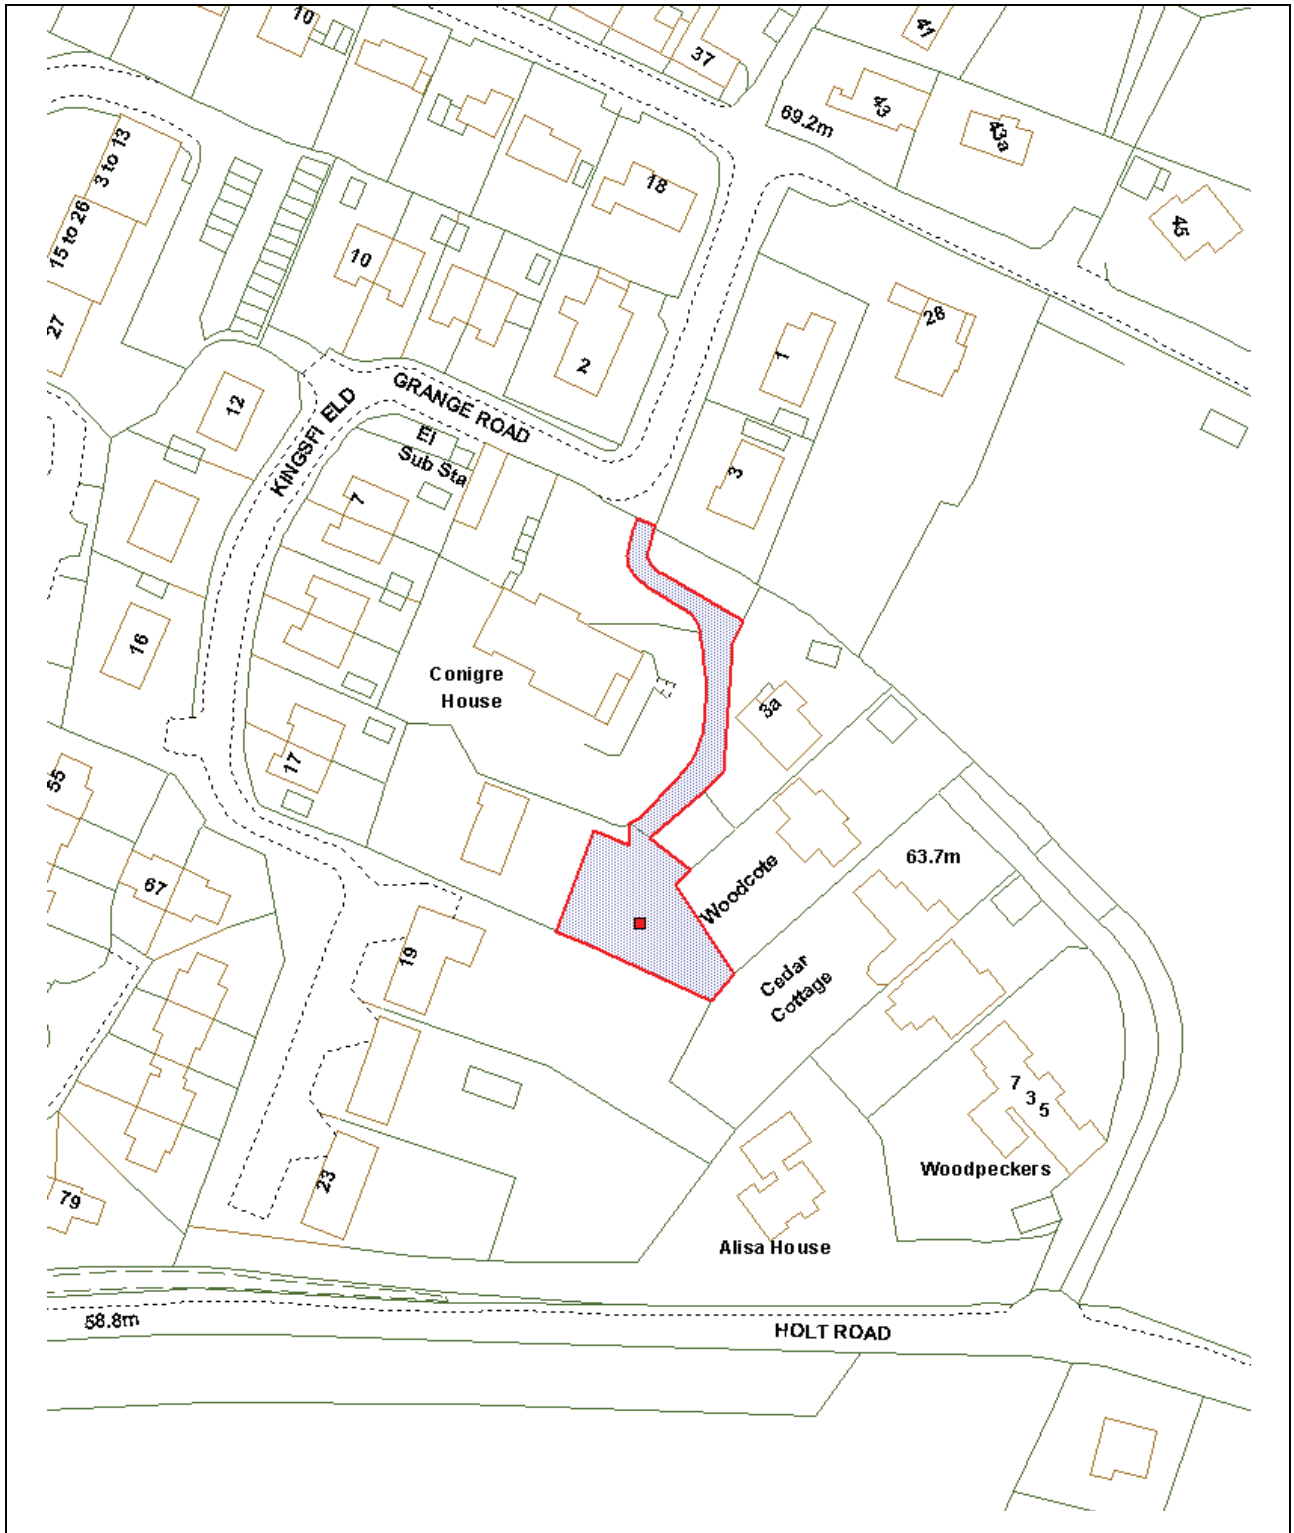 10
37
41
43
69.2m
43a
3 to 13
18
45
15 to 26
10
27
28
1
2
GRANGE ROAD
12
KINGSFI ELD
El
Sub Sta
3
7
16
Conigre
House
3a
17
55
63.7m
Woodcote
67
19
Cedar
Cottage
7
3
5
Woodpeckers
23
79
Alisa House
58.8m
HOLT ROAD